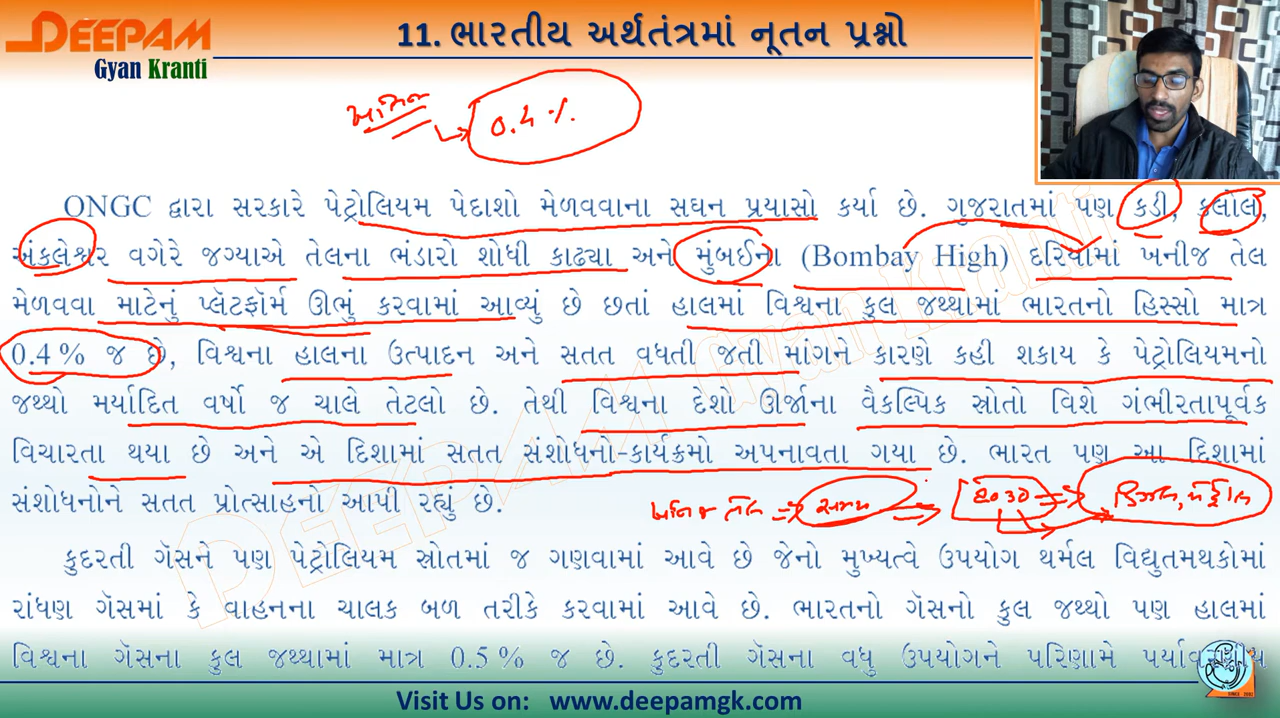 DEEPAM
Gyan Kranti
11. ભારતીય અર્થતંત્રમાં નૂતન પ્રશ્નો
ખનિજ
0.4 %
ONGC દ્વારા સરકારે પેટ્રોલિયમ પેદાશો મેળવવાના સઘન પ્રયાસો કર્યા છે. ગુજરાતમાં પણ કડી, કલોલ,
અંકલેશ્વર વગેરે જગ્યાએ તેલના ભંડારો શોધી કાઢ્યા અને મુંબઈના (Bombay High) દરિયામાં ખનીજ તેલ
મેળવવા માટેનું પ્લૅટફૉર્મ ઊભું કરવામાં આવ્યું છે છતાં હાલમાં વિશ્વના કુલ જથ્થામાં ભારતનો હિસ્સો માત્ર
0.4 % જ છે, વિશ્વના હાલના ઉત્પાદન અને સતત વધતી જતી માંગને કારણે કહી શકાય કે પેટ્રોલિયમનો
જથ્થો મર્યાદિત વર્ષો જ ચાલે તેટલો છે. તેથી વિશ્વના દેશો ઊર્જાના વૈકલ્પિક સ્રોતો વિશે ગંભીરતાપૂર્વક
વિચારતા થયા છે અને એ દિશામાં સતત સંશોધનો-કાર્યક્રમો અપનાવતા ગયા છે. ભારત પણ આ દિશામાં
સંશોધનોને સતત પ્રોત્સાહનો આપી રહ્યું છે.
ખનિજ તેલ સમય 2030 ડિઝલ, પેટ્રોલ
કુદરતી ગૅસને પણ પેટ્રોલિયમ સ્રોતમાં જ ગણવામાં આવે છે જેનો મુખ્યત્વે ઉપયોગ થર્મલ વિદ્યુતમથકોમાં
રાંધણ ગૅસમાં કે વાહનના ચાલક બળ તરીકે કરવામાં આવે છે. ભારતનો ગૅસનો કુલ જથ્થો પણ હાલમાં
વિશ્વના ગૅસના કુલ જથ્થામાં માત્ર 0.5 % જ છે. કુદરતી ગૅસના વધુ ઉપયોગને પરિણામે
Visit Us on: www.deepamgk.com